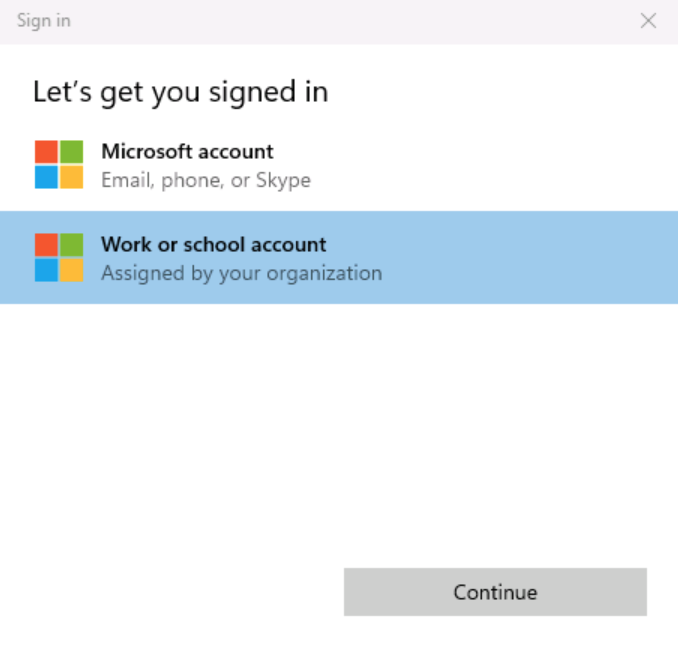 Sign in
Let’s get you signed in
Microsoft account
Email, phone, or Skype
Work or school account
Assigned by your organization
Continue